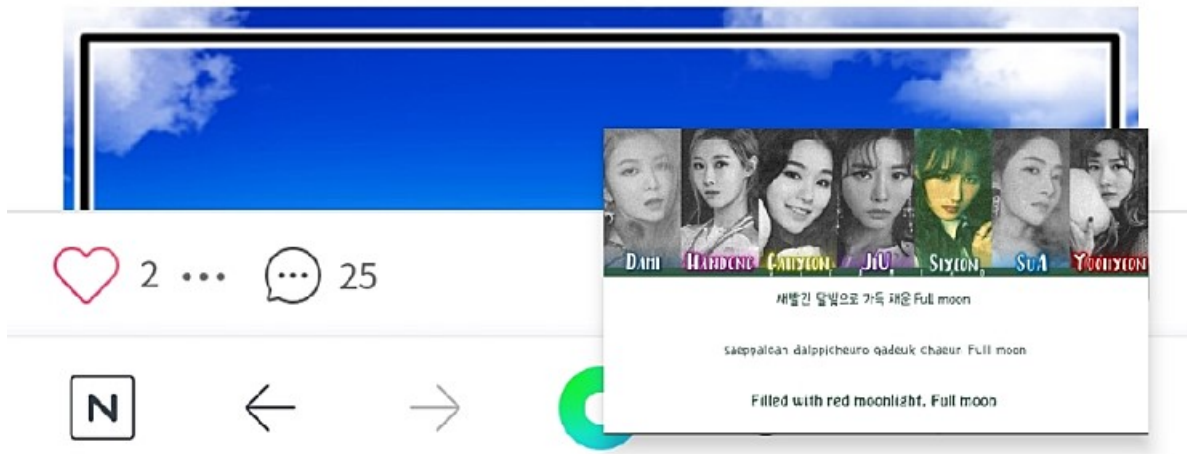 2 ... 25
DAMI HANDONG GAHYEON JIU SIYEON SUA YOOHYEON
새빨간 달빛으로 가득 채운 Full moon
saeppalgan dalppicheuro gadeuk chaeun Full moon
Filled with red moonlight, Full moon
N